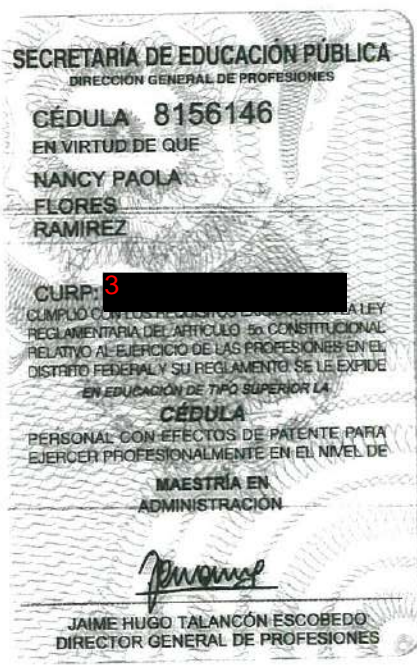 SECRETARÍA DE EDUCACIÓN PÚBLICA
DIRECCIÓN GENERAL DE PROFESIONES
CÉDULA 8156146
EN VIRTUD DE QUE
NANCY PAOLA
FLORES
RAMIREZ
CURP: 3
CUMPLIO CON LOS REQUISITOS LA LEY
REGLAMENTARIA DEL ARTICULO 5o. CONSTITUCIONAL
RELATIVO AL EJERCICIO DE LAS PROFESIONES EN EL
DISTRITO FEDERAL Y SU REGLAMENTO SE LE EXPIDE
EN EDUCACIÓN DE TIPO SUPERIOR LA
CÉDULA
PERSONAL CON EFECTOS DE PATENTE PARA
EJERCER PROFESIONALMENTE EN EL NIVEL DE
MAESTRÍA EN
ADMINISTRACIÓN
JAIME HUGO TALANCÓN ESCOBEDO
DIRECTOR GENERAL DE PROFESIONES